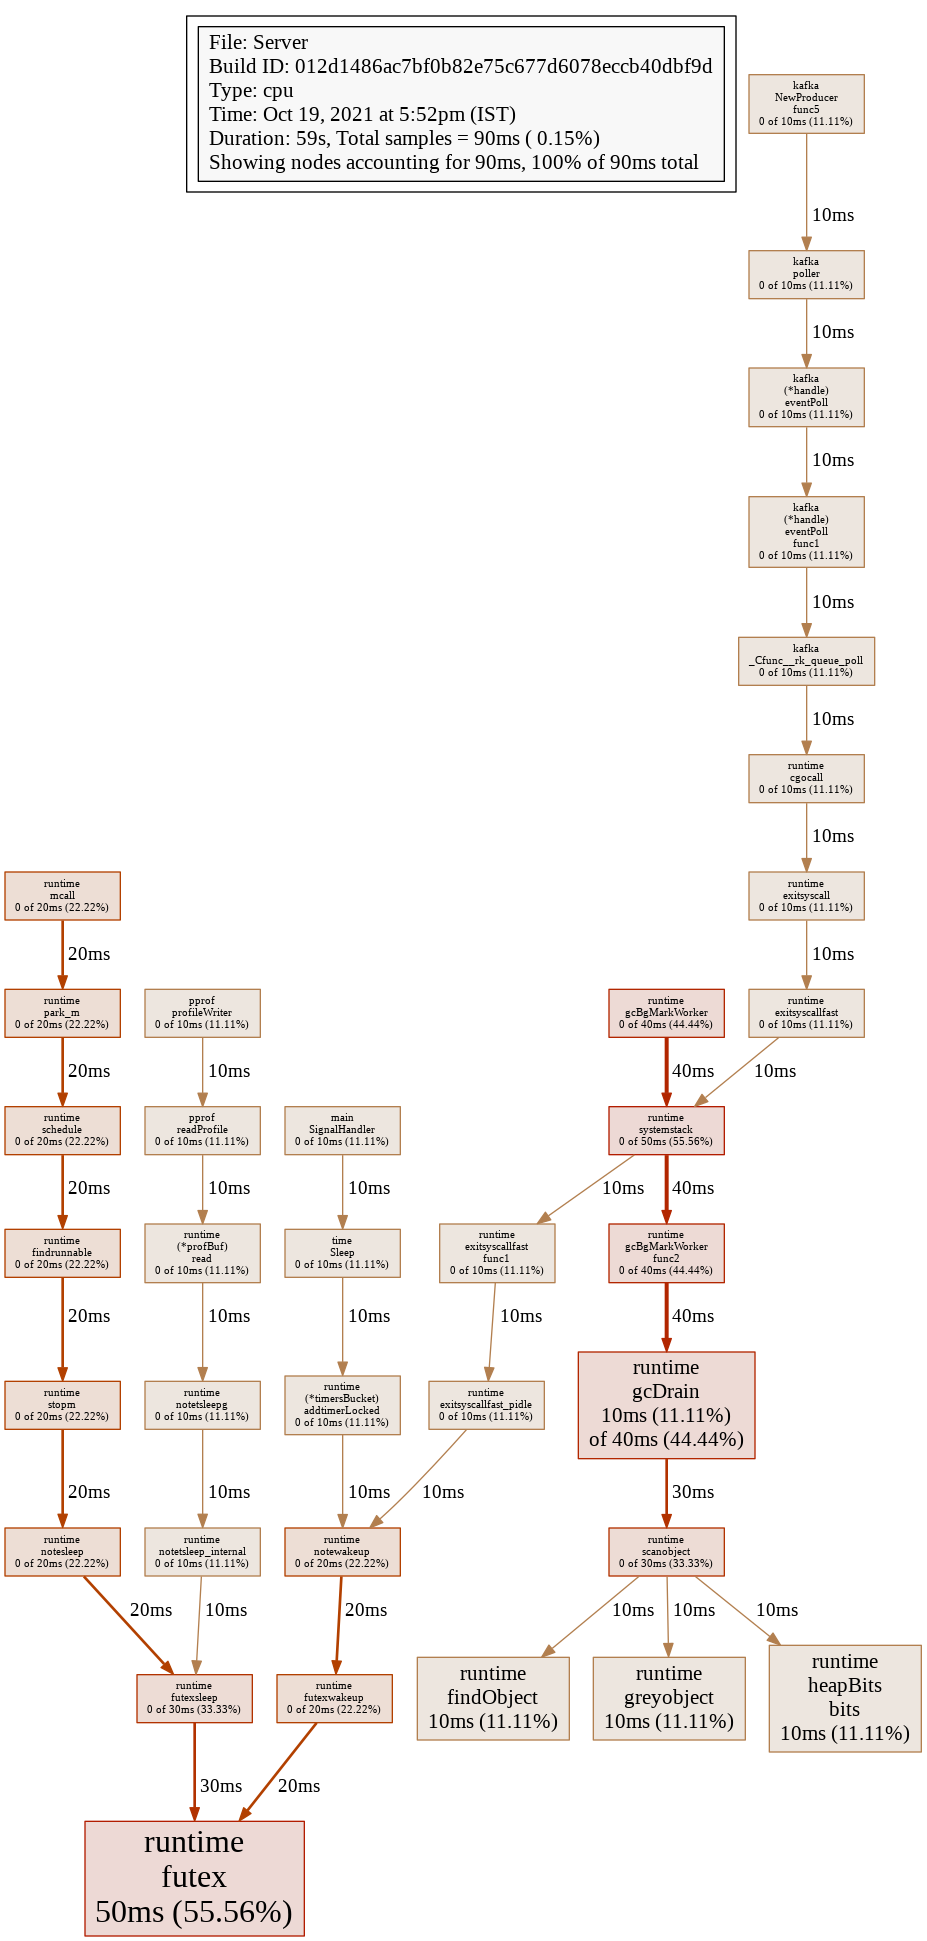 File: Server
Build ID: 012d1486ac7bf0b82e75c677d6078eccb40dbf9d
Type: cpu
Time: Oct 19, 2021 at 5:52pm (IST)
Duration: 59s, Total samples = 90ms ( 0.15%)
Showing nodes accounting for 90ms, 100% of 90ms total
kafka
NewProducer
func5
0 of 10ms (11.11%)
10ms
kafka
poller
0 of 10ms (11.11%)
10ms
kafka
(*handle)
eventPoll
0 of 10ms (11.11%)
10ms
kafka
(*handle)
eventPoll
func1
0 of 10ms (11.11%)
10ms
kafka
_Cfunc__rk_queue_poll
0 of 10ms (11.11%)
10ms
runtime
cgocall
0 of 10ms (11.11%)
10ms
runtime
mcall
0 of 20ms (22.22%)
runtime
exitsyscall
0 of 10ms (11.11%)
20ms
10ms
runtime
park_m
0 of 20ms (22.22%)
pprof
profileWriter
0 of 10ms (11.11%)
runtime
gcBgMarkWorker
0 of 40ms (44.44%)
runtime
exitsyscallfast
0 of 10ms (11.11%)
20ms
10ms
40ms
10ms
runtime
schedule
0 of 20ms (22.22%)
pprof
readProfile
0 of 10ms (11.11%)
main
SignalHandler
0 of 10ms (11.11%)
runtime
systemstack
0 of 50ms (55.56%)
20ms
10ms
10ms
10ms
40ms
runtime
findrunnable
0 of 20ms (22.22%)
runtime
(*profBuf)
read
0 of 10ms (11.11%)
time
Sleep
0 of 10ms (11.11%)
runtime
exitsyscallfast
func1
0 of 10ms (11.11%)
runtime
gcBgMarkWorker
func2
0 of 40ms (44.44%)
20ms
10ms
10ms
10ms
40ms
runtime
stopm
0 of 20ms (22.22%)
runtime
notetsleepg
0 of 10ms (11.11%)
runtime
(*timersBucket)
addtimerLocked
0 of 10ms (11.11%)
runtime
exitsyscallfast_pidle
0 of 10ms (11.11%)
runtime
gcDrain
10ms (11.11%)
of 40ms (44.44%)
20ms
10ms
10ms
10ms
30ms
runtime
notesleep
0 of 20ms (22.22%)
runtime
notetsleep_internal
0 of 10ms (11.11%)
runtime
notewakeup
0 of 20ms (22.22%)
runtime
scanobject
0 of 30ms (33.33%)
20ms
10ms
20ms
10ms
10ms
10ms
runtime
futexsleep
0 of 30ms (33.33%)
runtime
futexwakeup
0 of 20ms (22.22%)
runtime
findObject
10ms (11.11%)
runtime
greyobject
10ms (11.11%)
runtime
heapBits
bits
10ms (11.11%)
30ms
20ms
runtime
futex
50ms (55.56%)